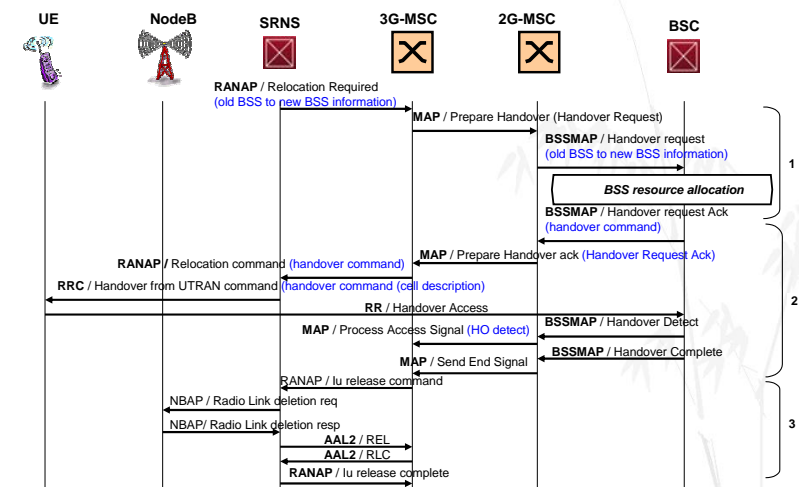 UE
NodeB
SRNS
3G-MSC
2G-MSC
BSC
RANAP / Relocation Required
(old BSS to new BSS information)
MAP / Prepare Handover (Handover Request)
BSSMAP / Handover request
(old BSS to new BSS information)
1
BSS resource allocation
BSSMAP / Handover request Ack
(handover command)
MAP / Prepare Handover ack (Handover Request Ack)
RANAP / Relocation command (handover command)
RRC / Handover from UTRAN command (handover command (cell description)
2
RR / Handover Access
BSSMAP / Handover Detect
MAP / Process Access Signal (HO detect)
BSSMAP / Handover Complete
MAP / Send End Signal
RANAP / Iu release command
NBAP / Radio Link deletion req
3
NBAP/ Radio Link deletion resp
AAL2 / REL
AAL2 / RLC
RANAP / Iu release complete